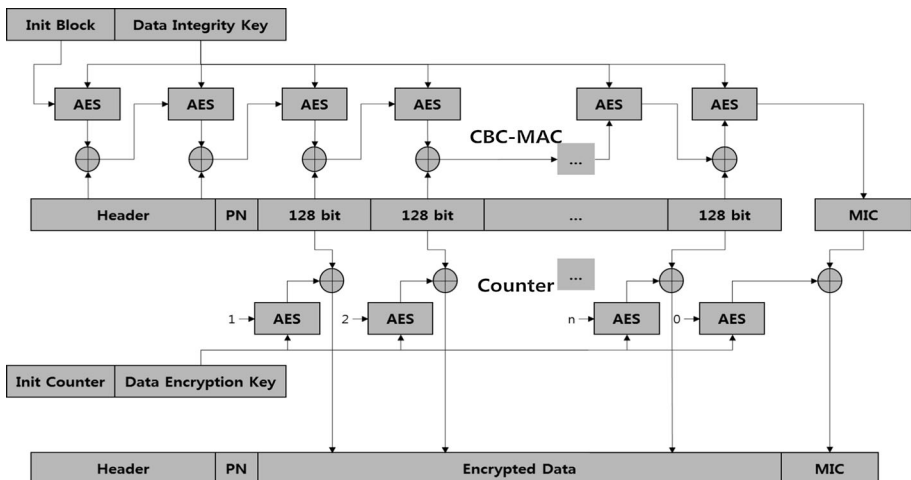 Init Block Data Integrity Key
AES AES AES AES AES AES
CBC-MAC
...
Header PN 128 bit 128 bit ... 128 bit MIC
...
Counter
1 AES 2 AES n AES 0 AES
Init Counter Data Encryption Key
Header PN Encrypted Data MIC